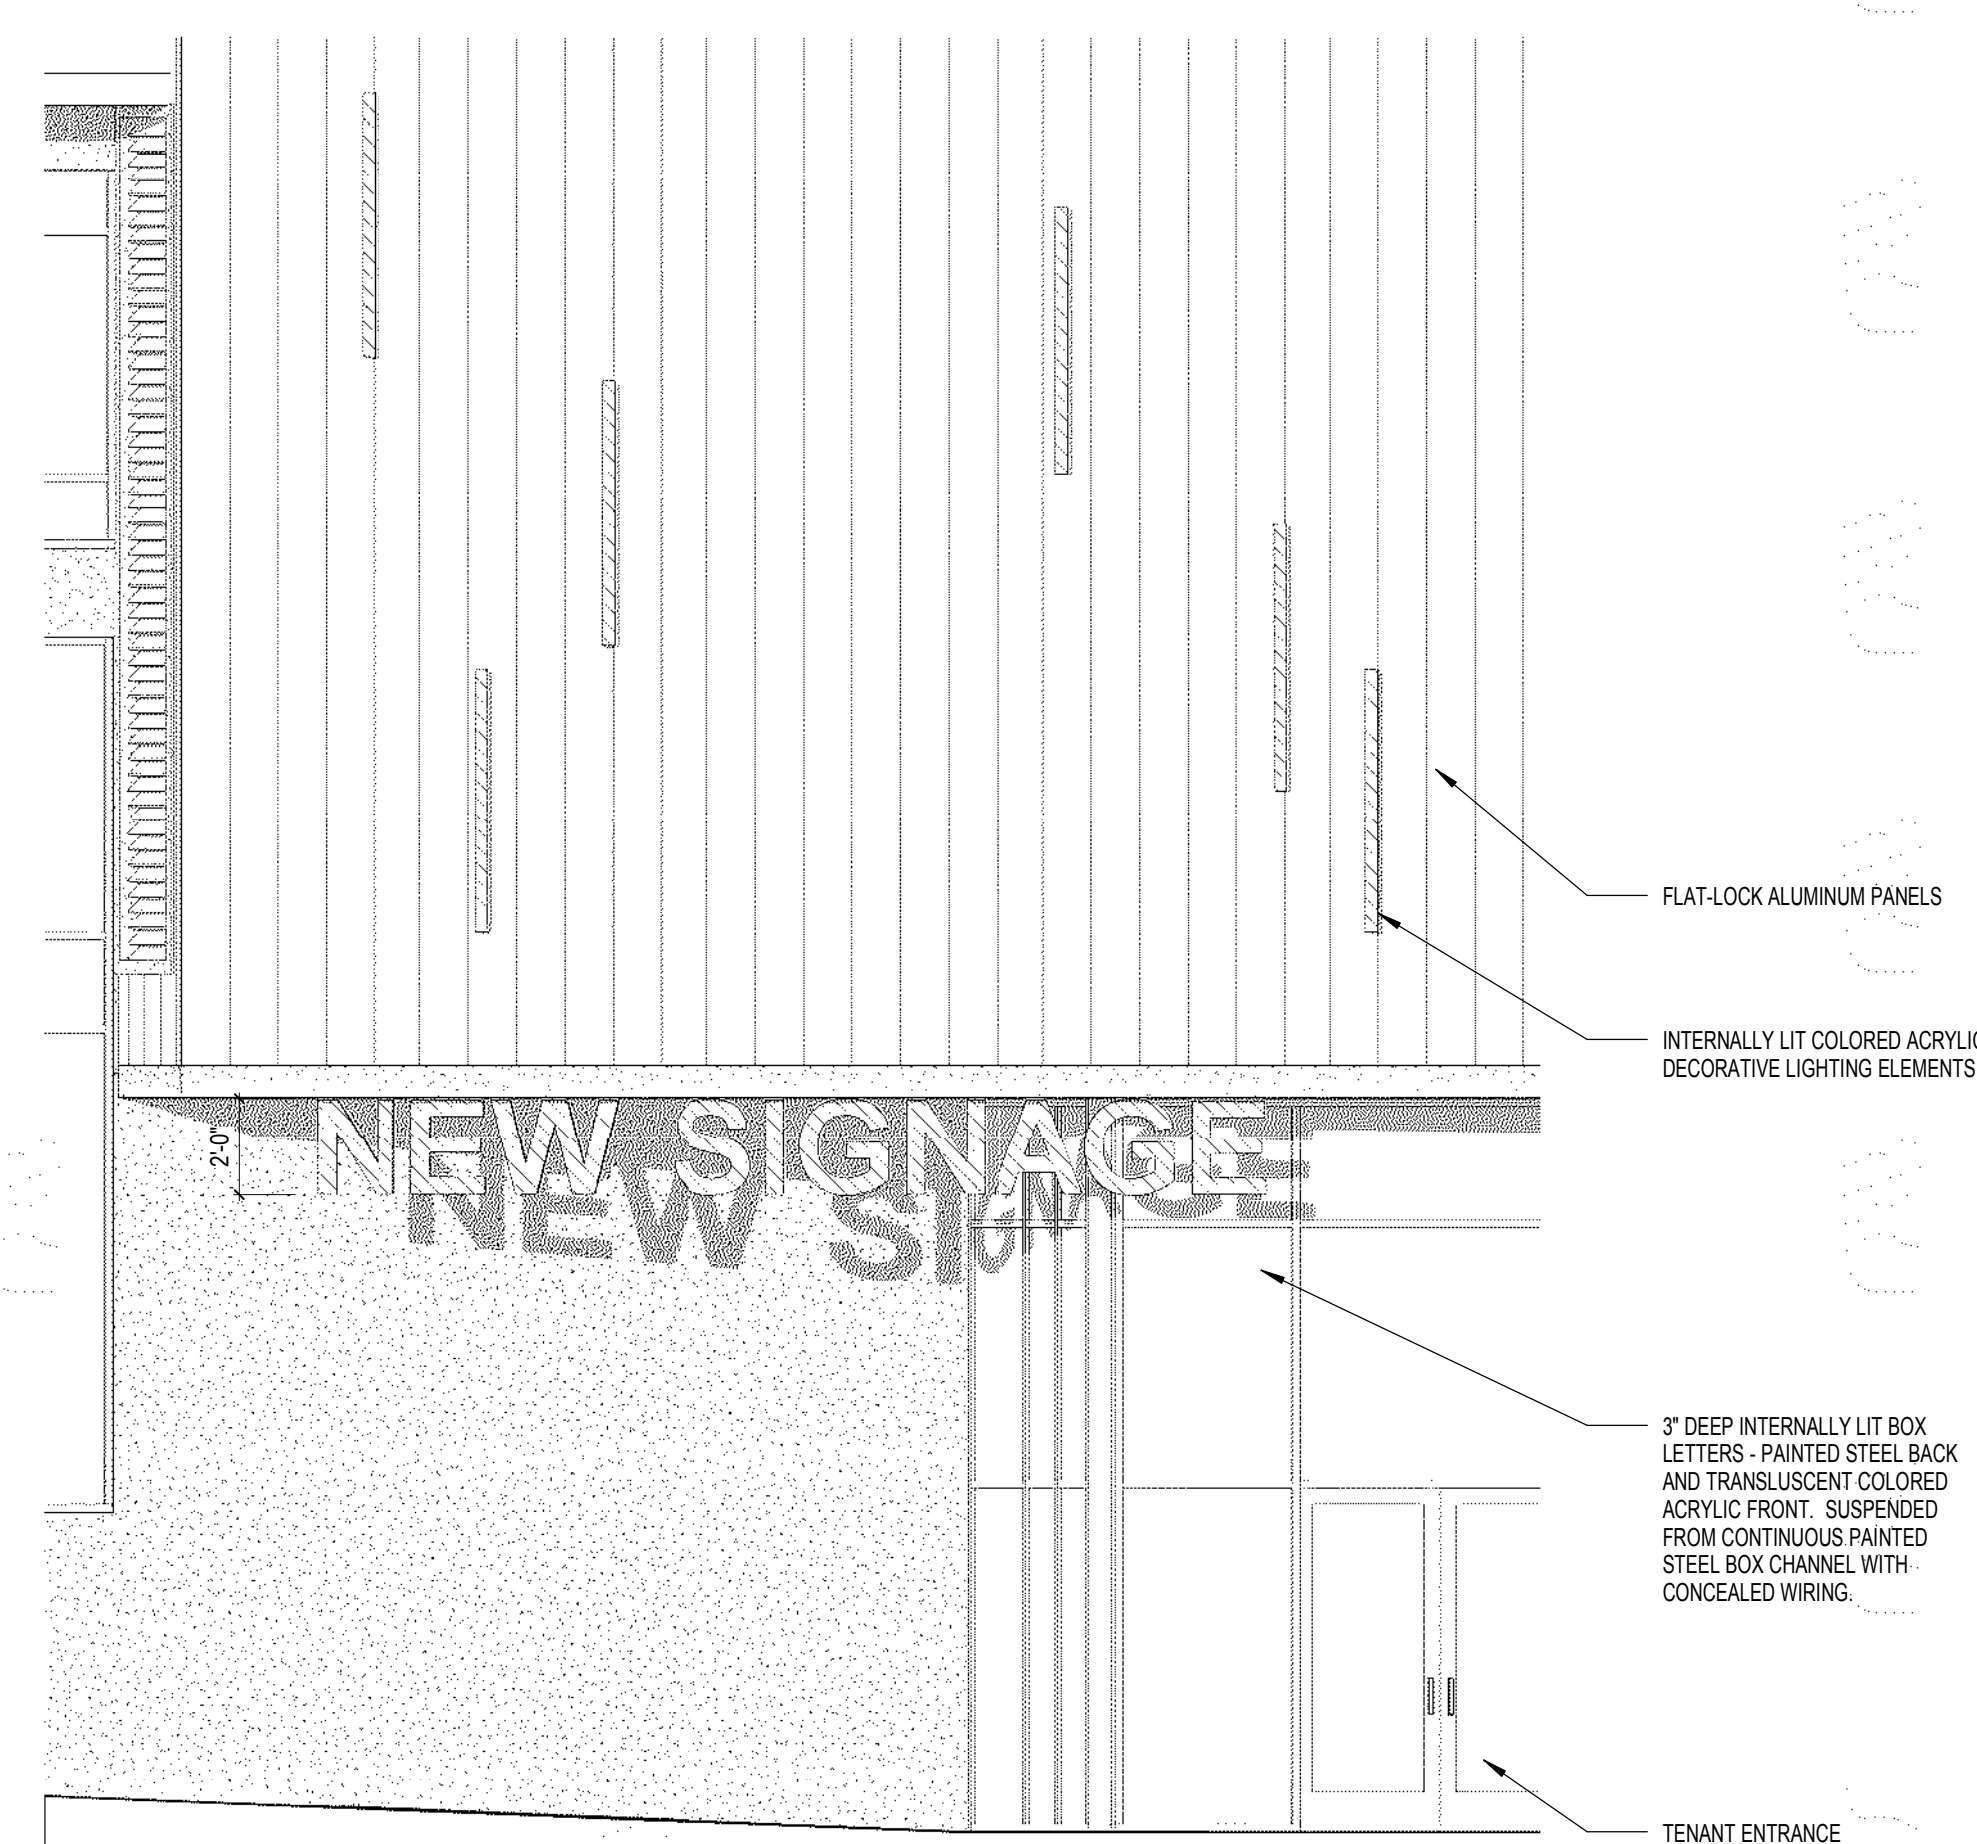 FLAT-LOCK ALUMINUM PANELS
INTERNALLY LIT COLORED ACRYLIC
DECORATIVE LIGHTING ELEMENTS
2'-0"
NEW SIGNAGE
3" DEEP INTERNALLY LIT BOX
LETTERS - PAINTED STEEL BACK
AND TRANSLUSCENT COLORED
ACRYLIC FRONT. SUSPENDED
FROM CONTINUOUS PAINTED
STEEL BOX CHANNEL WITH
CONCEALED WIRING.
TENANT ENTRANCE